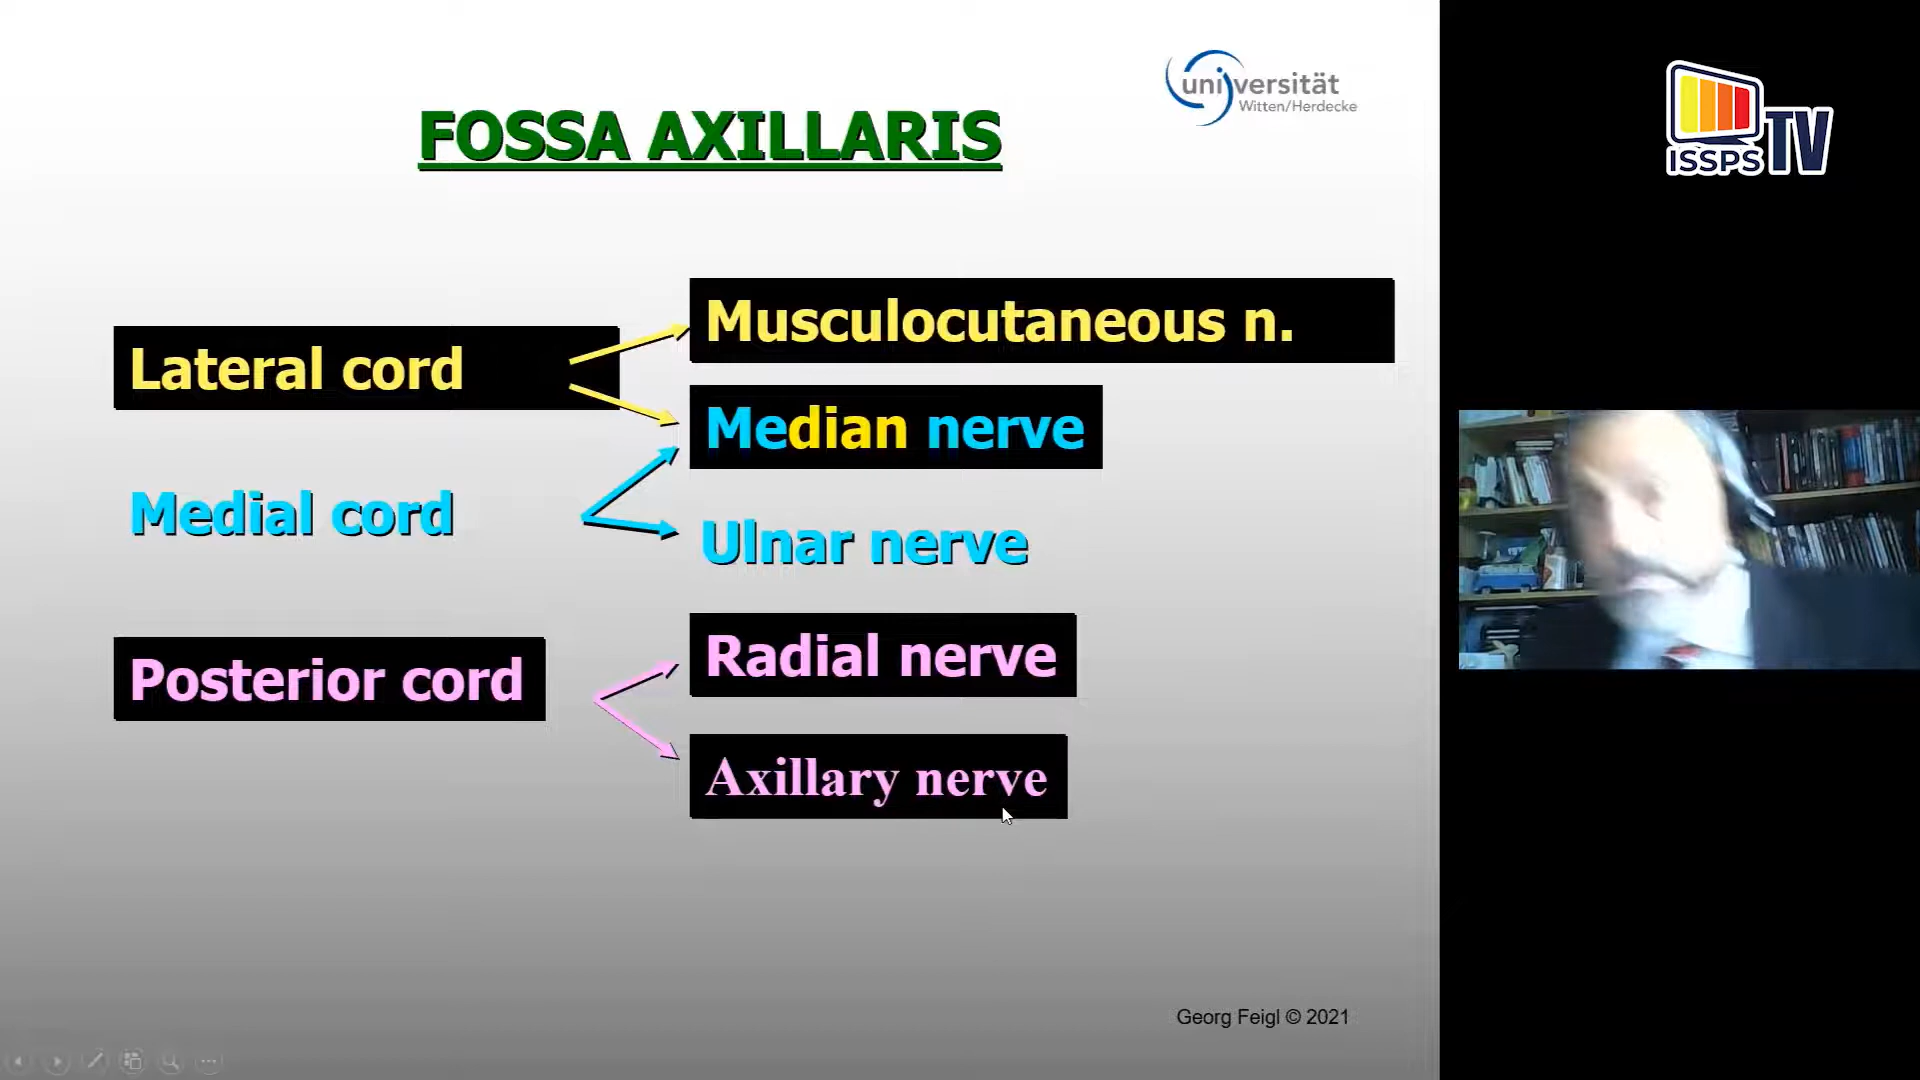 FOSSA AXILLARIS
universität
Witten/Herdecke
ISSPS TV
Lateral cord
Musculocutaneous n.
Median nerve
Medial cord
Ulnar nerve
Posterior cord
Radial nerve
Axillary nerve
Georg Feigl © 2021